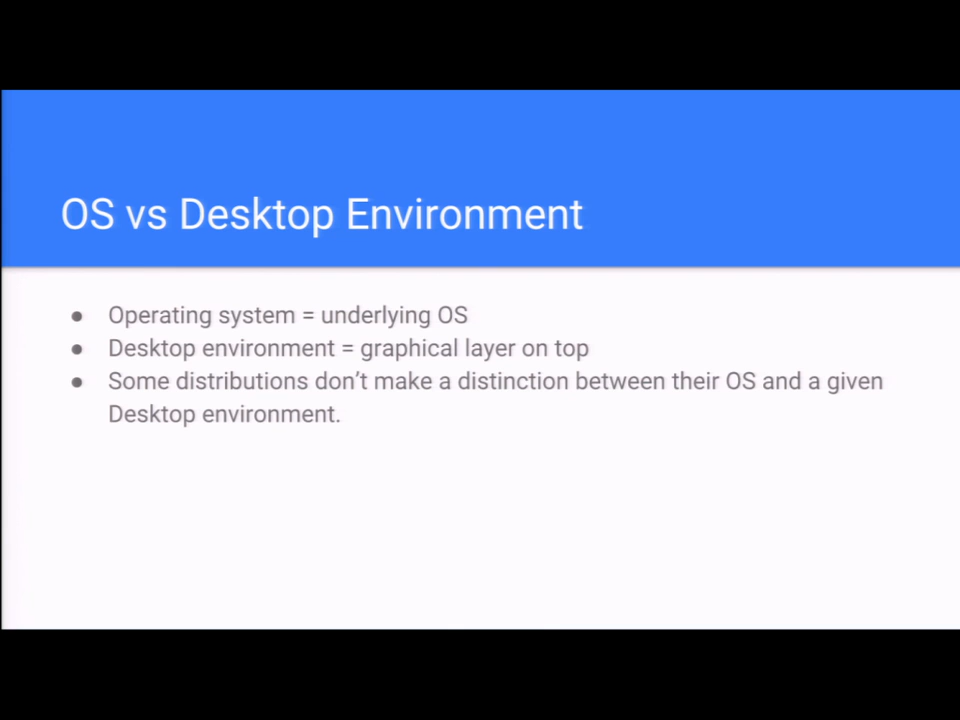 OS vs Desktop Environment
● Operating system = underlying OS
● Desktop environment = graphical layer on top
● Some distributions don’t make a distinction between their OS and a given
Desktop environment.